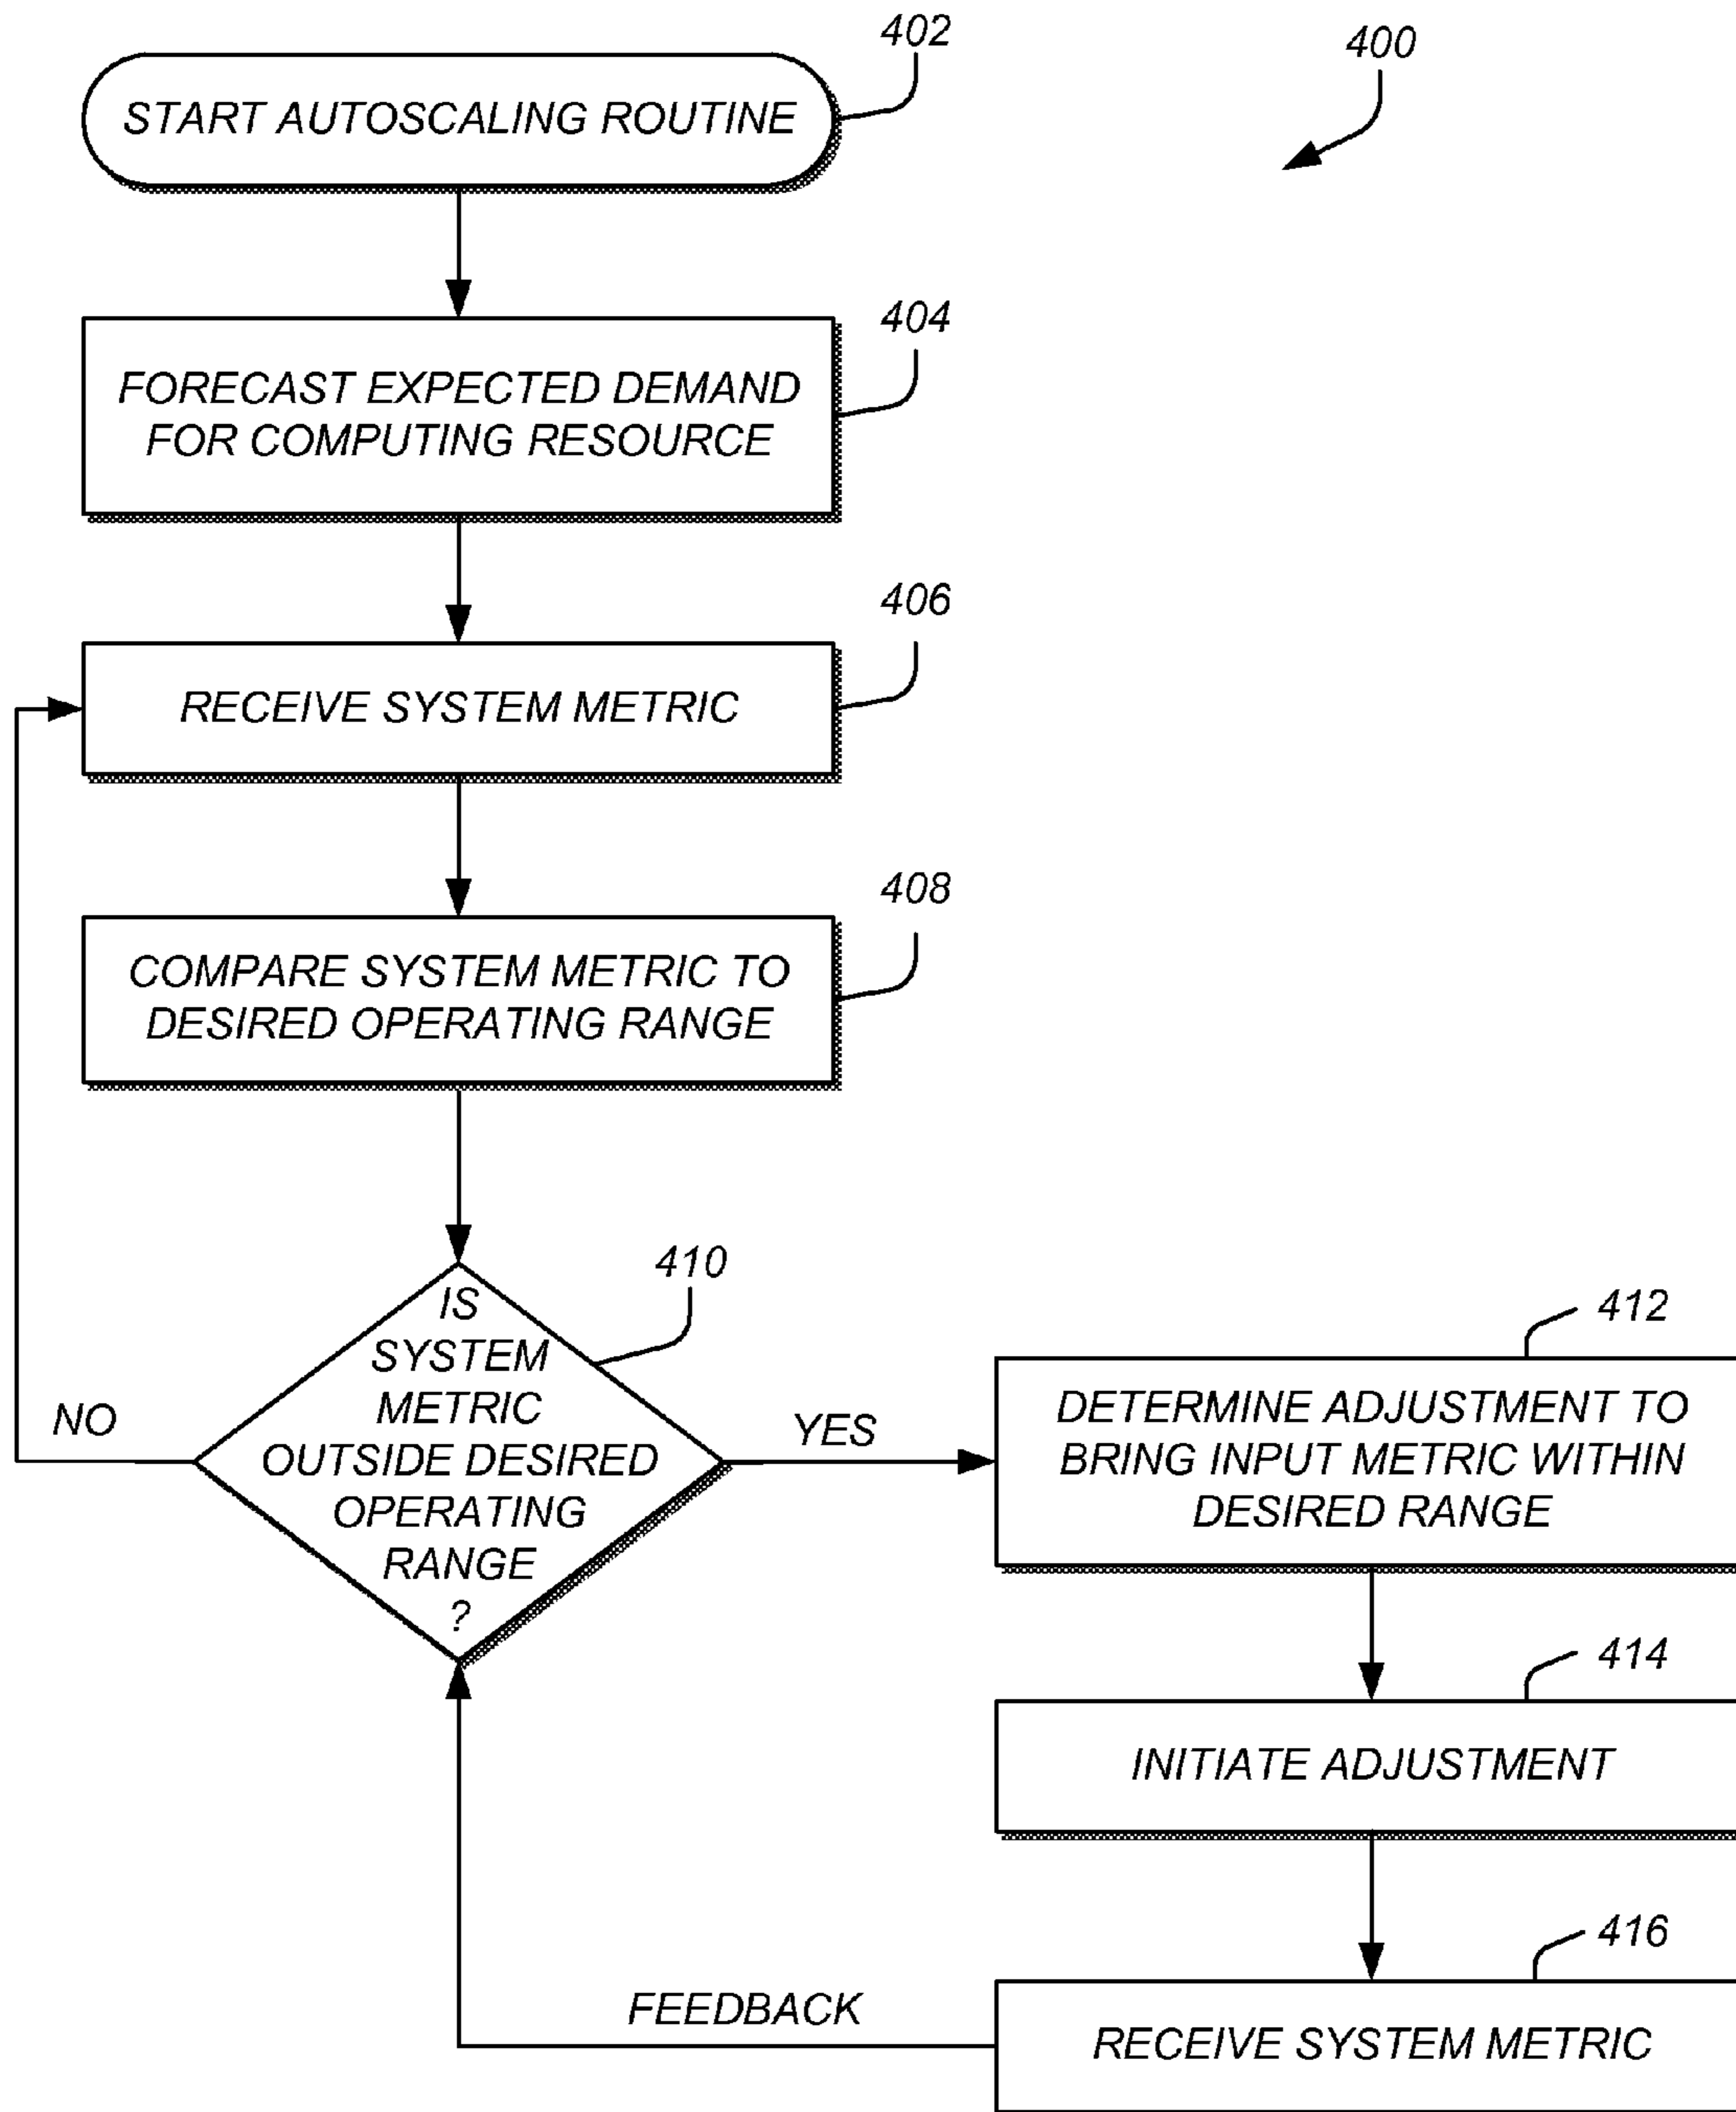 402
400
START AUTOSCALING ROUTINE
404
FORECAST EXPECTED DEMAND
FOR COMPUTING RESOURCE
406
RECEIVE SYSTEM METRIC
408
COMPARE SYSTEM METRIC TO
DESIRED OPERATING RANGE
410
IS
SYSTEM
METRIC
OUTSIDE DESIRED
OPERATING
RANGE
?
NO
YES
412
DETERMINE ADJUSTMENT TO
BRING INPUT METRIC WITHIN
DESIRED RANGE
414
INITIATE ADJUSTMENT
416
FEEDBACK
RECEIVE SYSTEM METRIC